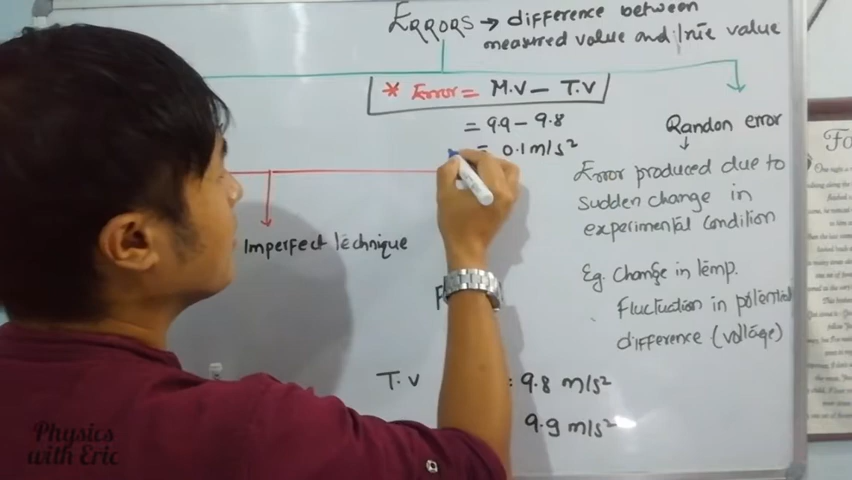 ERRORS → difference between
measured value and true value
* Error = M.V – T.V
= 9.9 – 9.8
= 0.1 m/s²
Randon error
↓
Error produced due to
sudden change in
experimental condition
Eg. Change in temp.
Fluctuation in potential
difference (voltage)
Imperfect technique
T.V : 9.8 m/s²
9.9 m/s²
Physics
with Eric